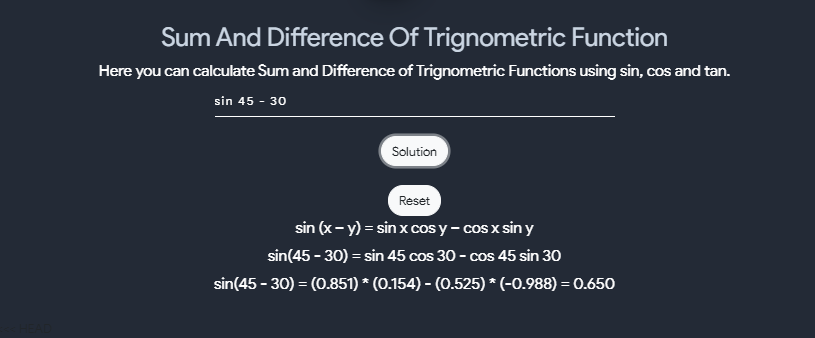 Sum And Difference Of Trignometric Function
Here you can calculate Sum and Difference of Trignometric Functions using sin, cos and tan.
sin 45 - 30
Solution
Reset
sin (x – y) = sin x cos y – cos x sin y
sin(45 - 30) = sin 45 cos 30 - cos 45 sin 30
sin(45 - 30) = (0.851) * (0.154) - (0.525) * (-0.988) = 0.650